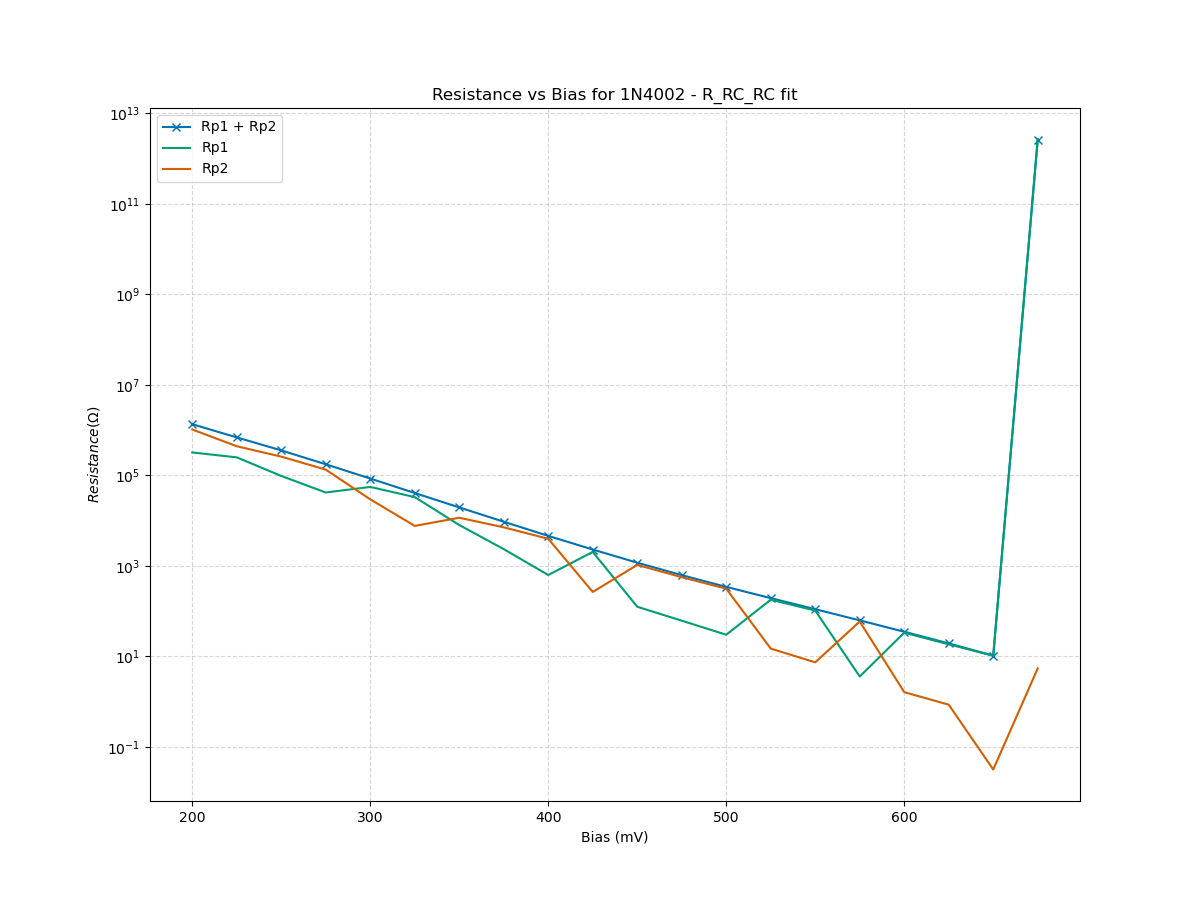 Resistance vs Bias for 1N4002 - R_RC_RC fit
Rp1 + Rp2
Rp1
Rp2
10^13
10^11
10^9
10^7
10^5
10^3
10^1
10^−1
Resistance(Ω)
200 300 400 500 600
Bias (mV)